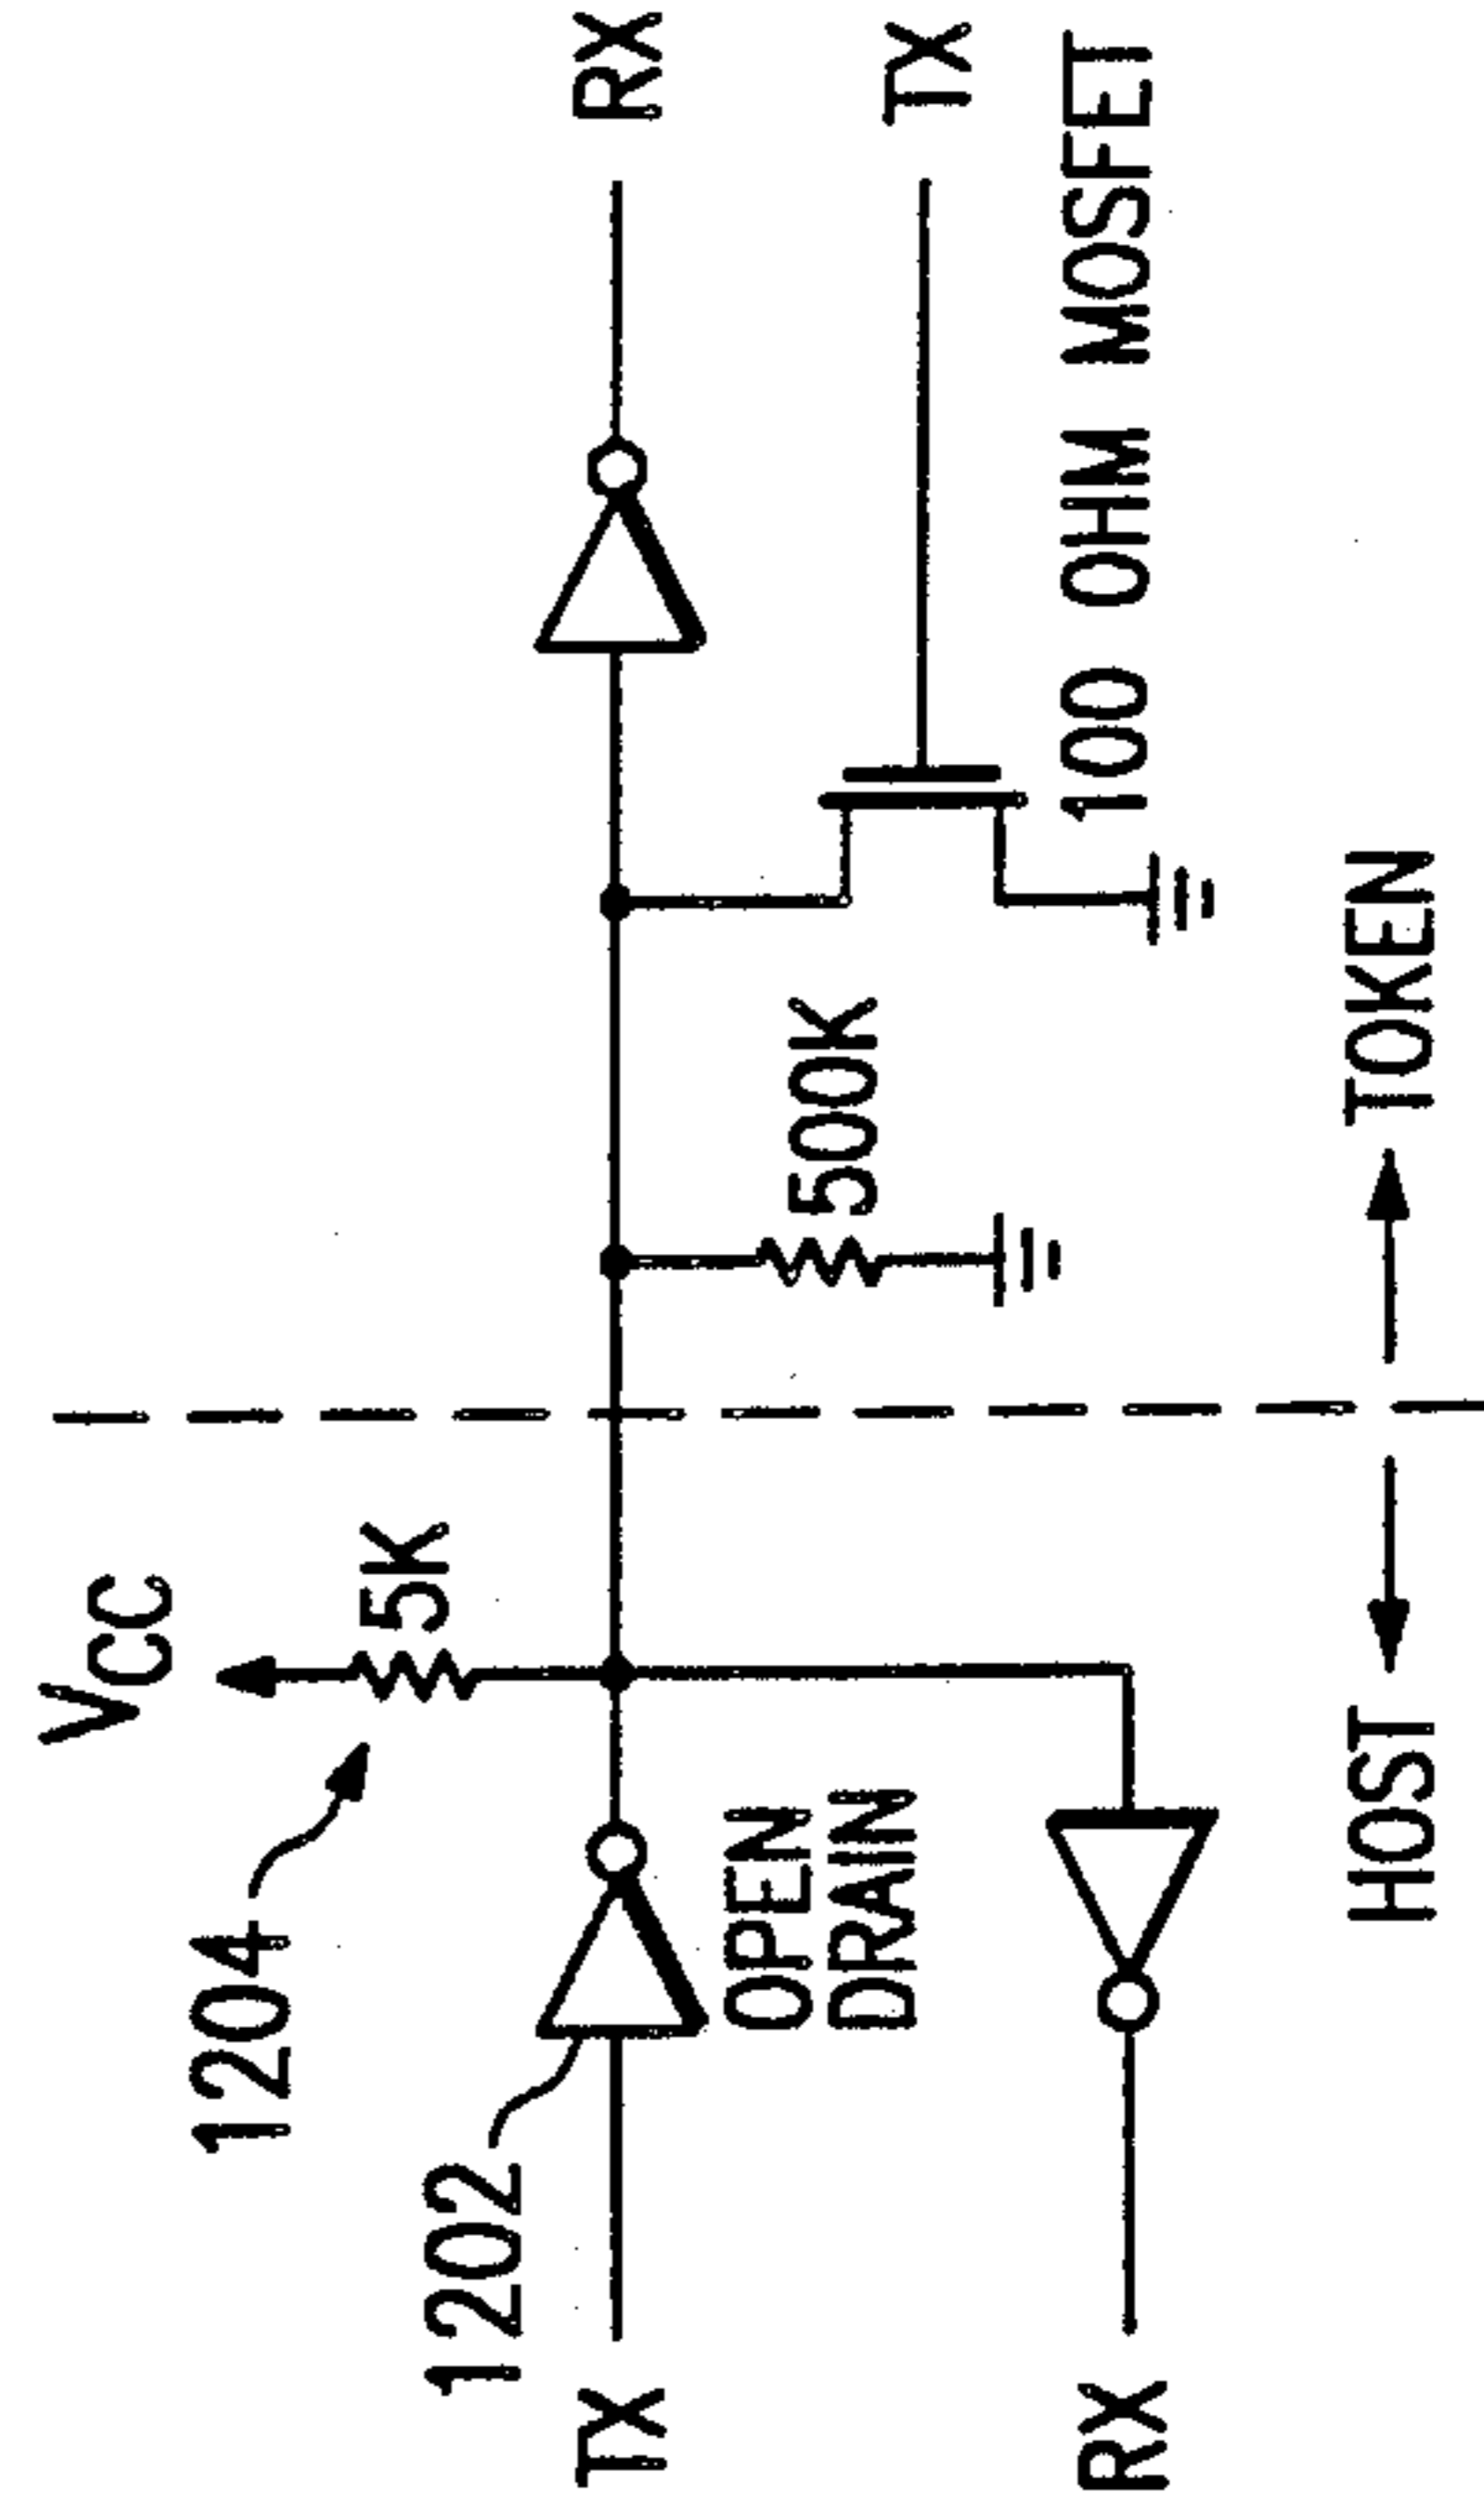 VCC
1204
5K
1202
TX
RX
OPEN
DRAIN
500K
TX
RX
100 OHM MOSFET
HOST
TOKEN